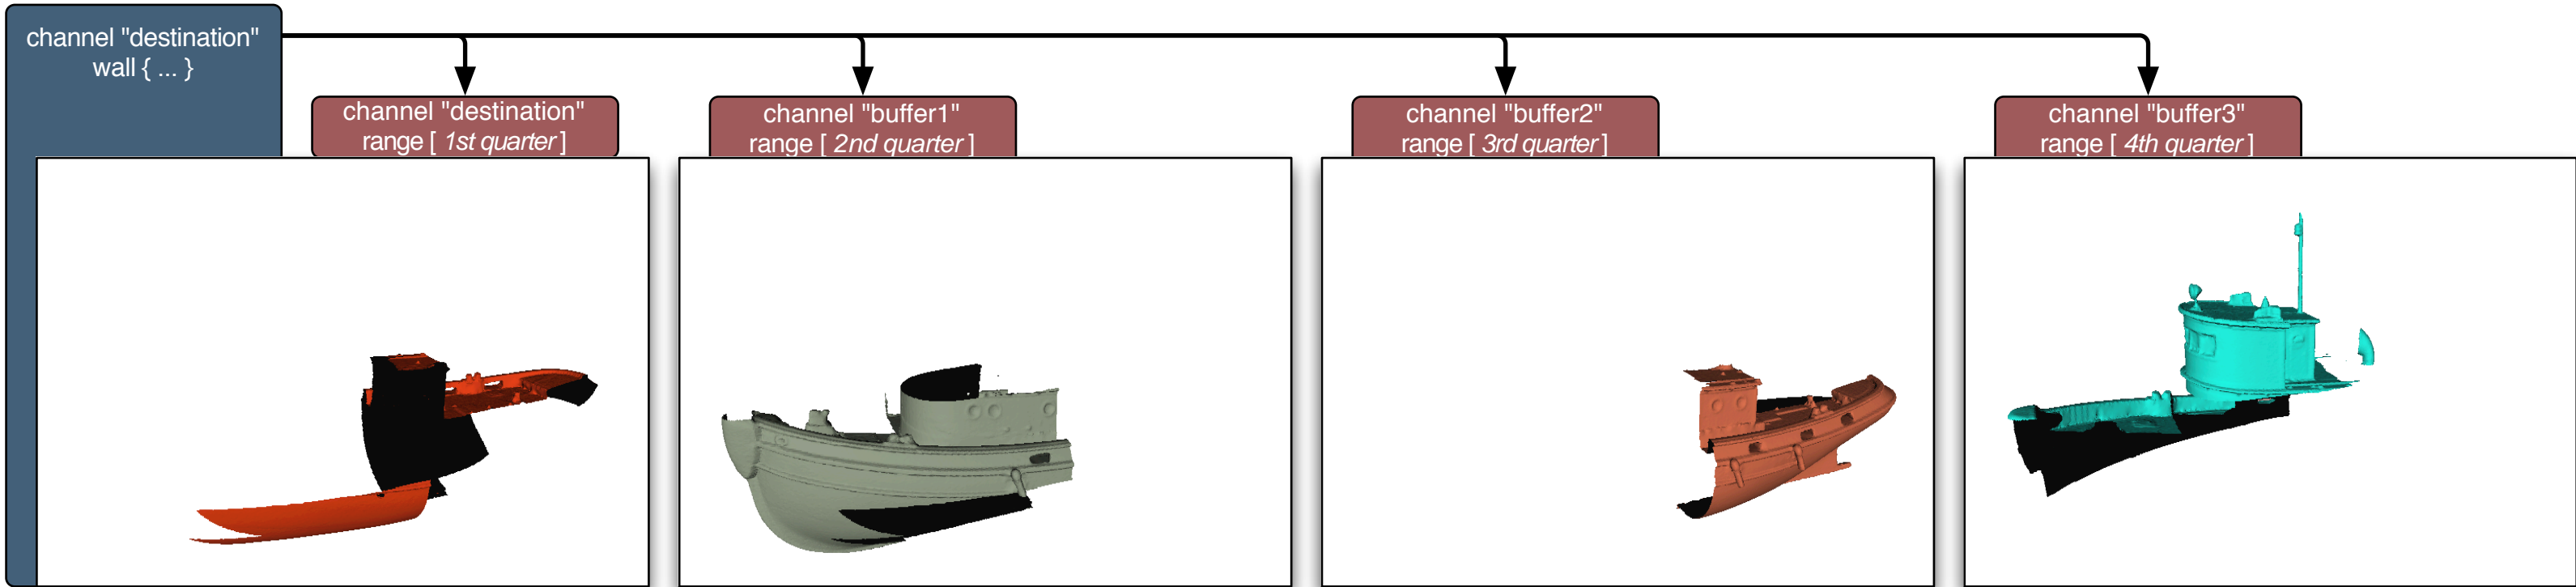 channel "destination"
wall { ... }
channel "destination"
range [ 1st quarter ]
channel "buffer1"
range [ 2nd quarter ]
channel "buffer2"
range [ 3rd quarter ]
channel "buffer3"
range [ 4th quarter ]